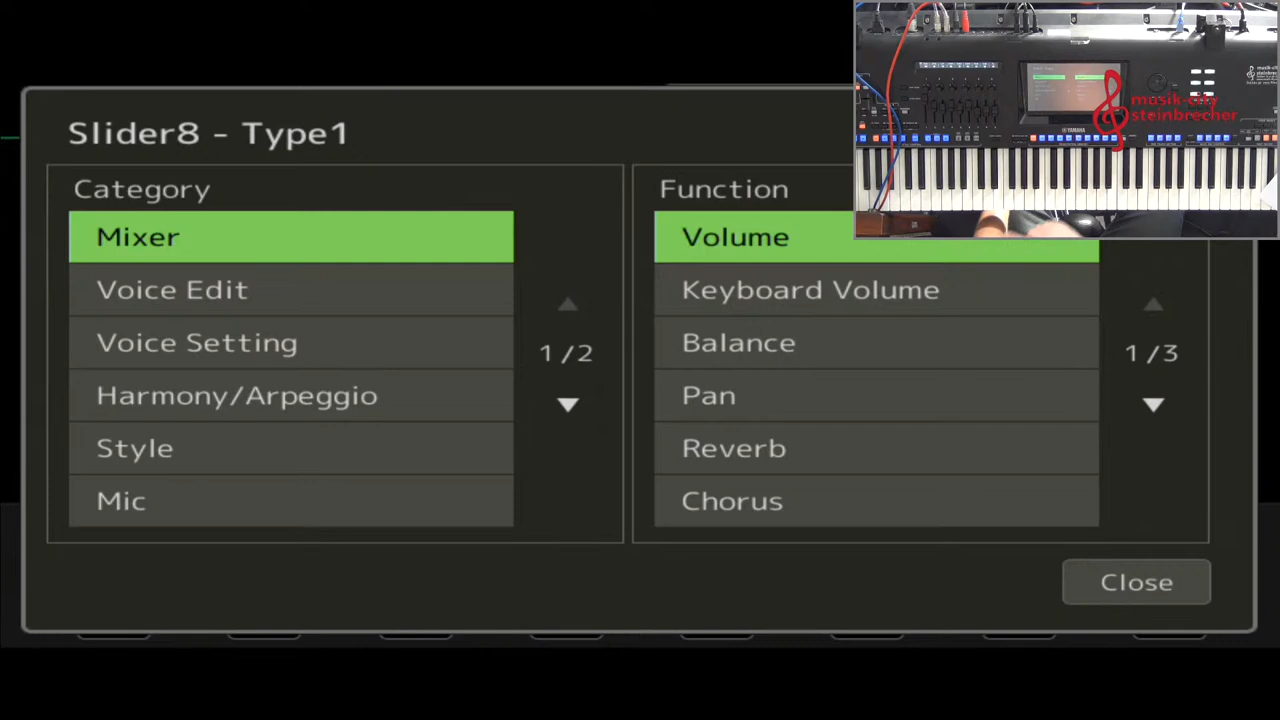 Slider8 - Type1
Category
Mixer
Voice Edit
Voice Setting
Harmony/Arpeggio
Style
Mic
1/2
Function
Volume
Keyboard Volume
Balance
Pan
Reverb
Chorus
1/3
Close
musik-city
steinbrecher
YAMAHA